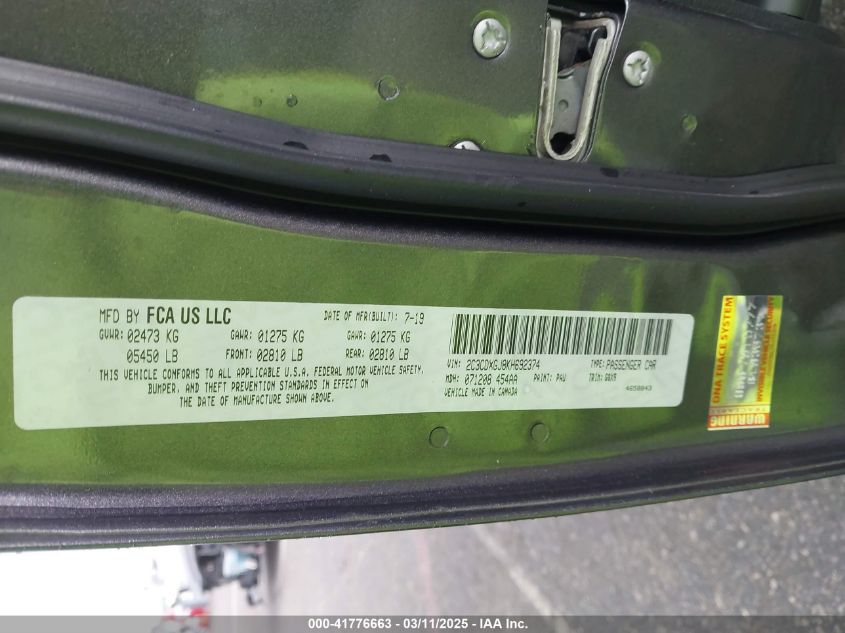 MFD BY FCA US LLC
DATE OF MFR(BUILT): 7-19
GVWR: 02473 KG GAWR: 01275 KG GAWR: 01275 KG
05450 LB FRONT: 02810 LB REAR: 02810 LB
THIS VEHICLE CONFORMS TO ALL APPLICABLE U.S.A. FEDERAL MOTOR VEHICLE SAFETY,
BUMPER, AND THEFT PREVENTION STANDARDS IN EFFECT ON
THE DATE OF MANUFACTURE SHOWN ABOVE.
VIN: 2C3CDXGJ8KH692374 TYPE: PASSENGER CAR
MDH: 071208 454AA PAINT: PAU TRIM: G8X9
VEHICLE MADE IN CANADA 4650043
DNA TRACE SYSTEM
WARNING
000-41776663 - 03/11/2025 - IAA Inc.